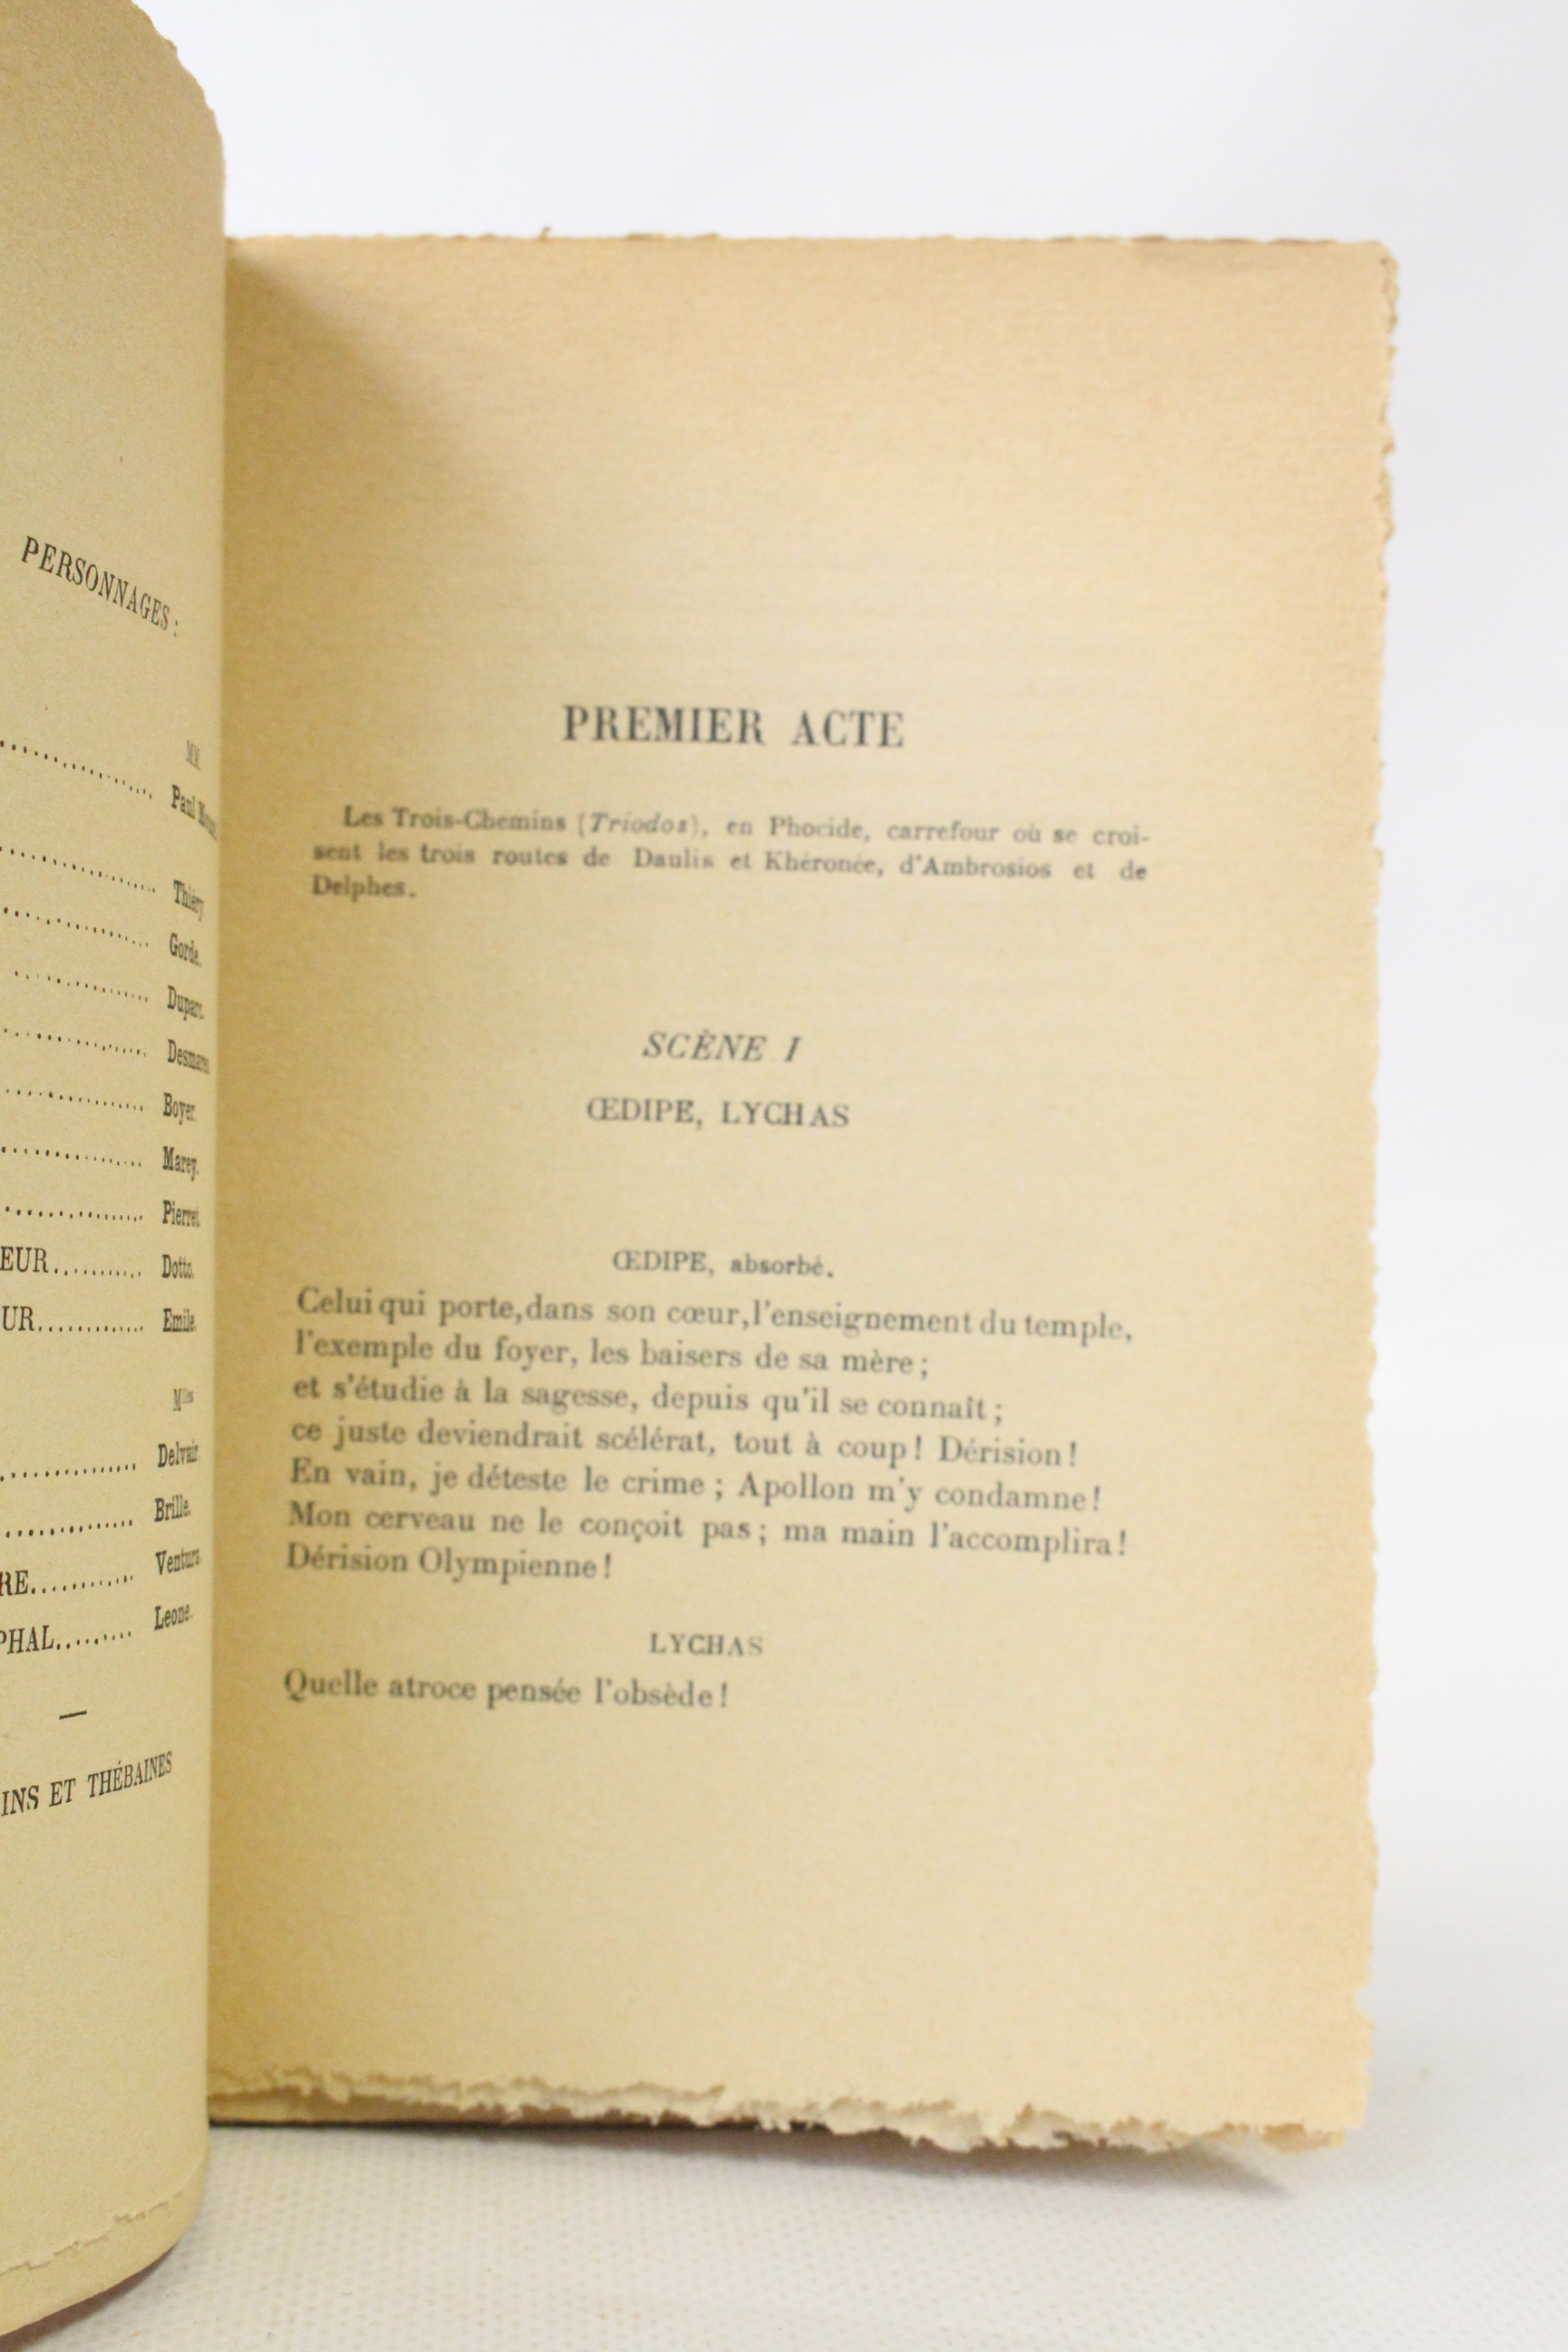 PERSONNAGES :
MM
Paul
Thiéry
Gorde.
Duparc.
Boyer.
Marey.
Pierret
EUR........... Dotto.
UR............. Emile.
Mlles
Delvair.
Brille.
RE............ Ventura
PHAL......... Leone.
—
INS ET THÉBAINES
PREMIER ACTE
Les Trois-Chemins (Triodos), en Phocide, carrefour où se croi-
sent les trois routes de Daulis et Khéronée, d'Ambrosios et de
Delphes.
SCÈNE I
ŒDIPE, LYCHAS
ŒDIPE, absorbé.
Celui qui porte, dans son cœur, l'enseignement du temple,
l'exemple du foyer, les baisers de sa mère ;
et s'étudie à la sagesse, depuis qu'il se connaît ;
ce juste deviendrait scélérat, tout à coup ! Dérision !
En vain, je déteste le crime ; Apollon m'y condamne !
Mon cerveau ne le conçoit pas ; ma main l'accomplira !
Dérision Olympienne !
LYCHAS
Quelle atroce pensée l'obsède !